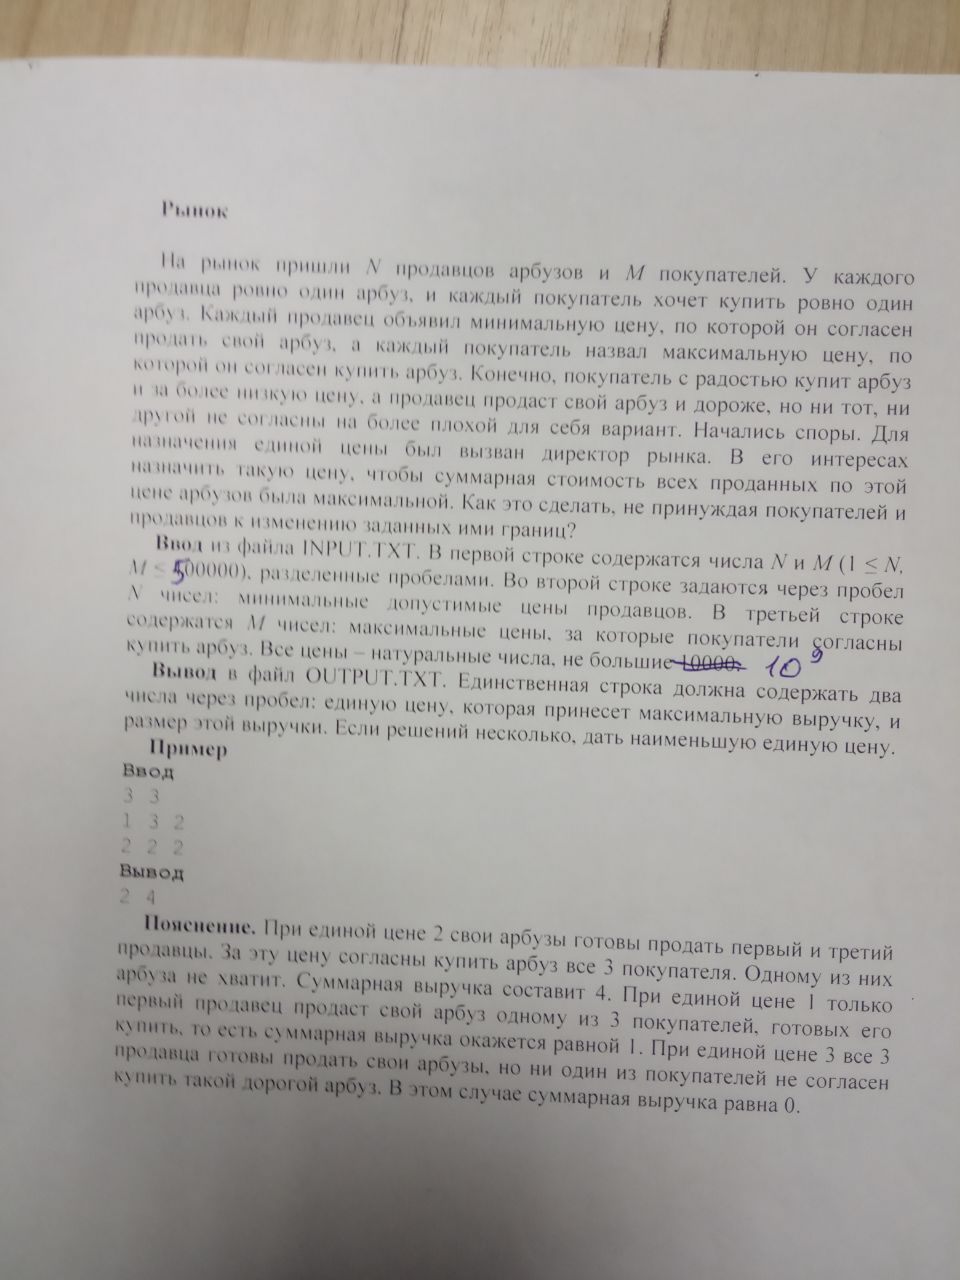 Рынок
На рынок пришли N продавцов арбузов и M покупателей. У каждого
продавца ровно один арбуз, и каждый покупатель хочет купить ровно один
арбуз. Каждый продавец объявил минимальную цену, по которой он согласен
продать свой арбуз, а каждый покупатель назвал максимальную цену, по
которой он согласен купить арбуз. Конечно, покупатель с радостью купит арбуз
и за более низкую цену, а продавец продаст свой арбуз и дороже, но ни тот, ни
другой не согласны на более плохой для себя вариант. Начались споры. Для
назначения единой цены был вызван директор рынка. В его интересах
назначить такую цену, чтобы суммарная стоимость всех проданных по этой
цене арбузов была максимальной. Как это сделать, не принуждая покупателей и
продавцов к изменению заданных ими границ?
Ввод из файла INPUT.TXT. В первой строке содержатся числа N и M (1 ≤ N,
M ≤ 500000), разделенные пробелами. Во второй строке задаются через пробел
N чисел: минимальные допустимые цены продавцов. В третьей строке
содержатся M чисел: максимальные цены, за которые покупатели согласны
купить арбуз. Все цены – натуральные числа, не большие 10000. 10⁹
Вывод в файл OUTPUT.TXT. Единственная строка должна содержать два
числа через пробел: единую цену, которая принесет максимальную выручку, и
размер этой выручки. Если решений несколько, дать наименьшую единую цену.
Пример
Ввод
3 3
1 3 2
2 2 2
Вывод
2 4
Пояснение. При единой цене 2 свои арбузы готовы продать первый и третий
продавцы. За эту цену согласны купить арбуз все 3 покупателя. Одному из них
арбуза не хватит. Суммарная выручка составит 4. При единой цене 1 только
первый продавец продаст свой арбуз одному из 3 покупателей, готовых его
купить, то есть суммарная выручка окажется равной 1. При единой цене 3 все 3
продавца готовы продать свои арбузы, но ни один из покупателей не согласен
купить такой дорогой арбуз. В этом случае суммарная выручка равна 0.